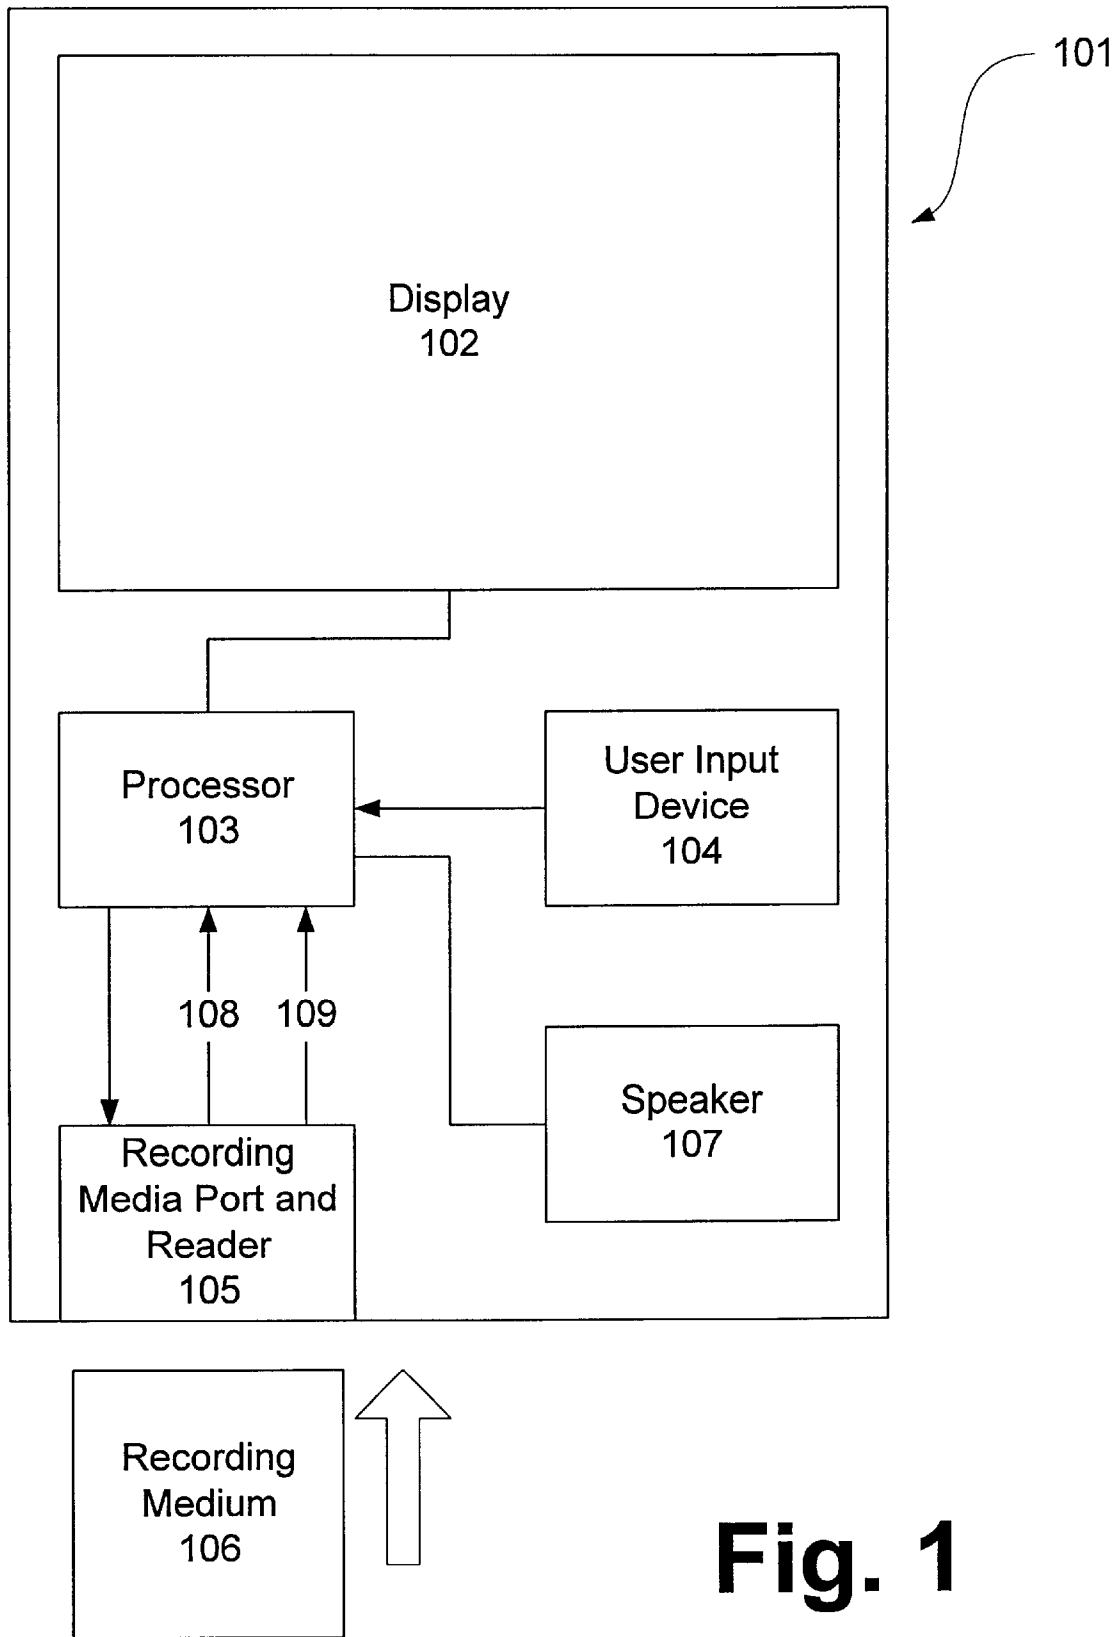 101
Display
102
Processor
103
User Input
Device
104
108
109
Speaker
107
Recording
Media Port and
Reader
105
Recording
Medium
106
Fig. 1